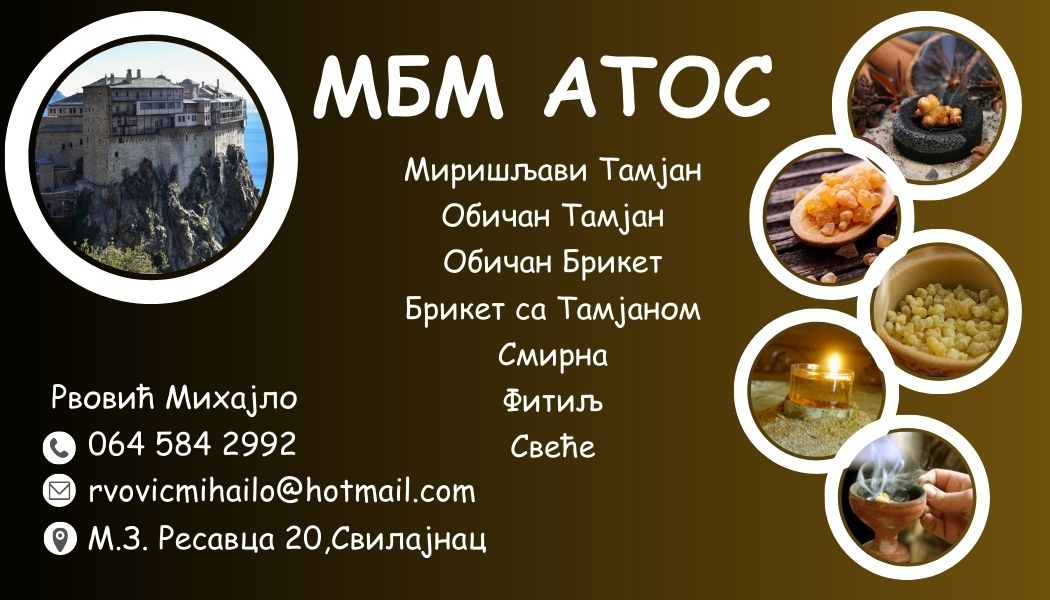 МБМ АТОС
Миришљави Тамјан
Обичан Тамјан
Обичан Брикет
Брикет са Тамјаном
Смирна
Фитиљ
Свеће
Рвовић Михајло
064 584 2992
rvovicmihailo@hotmail.com
М.З. Ресавца 20,Свилајнац